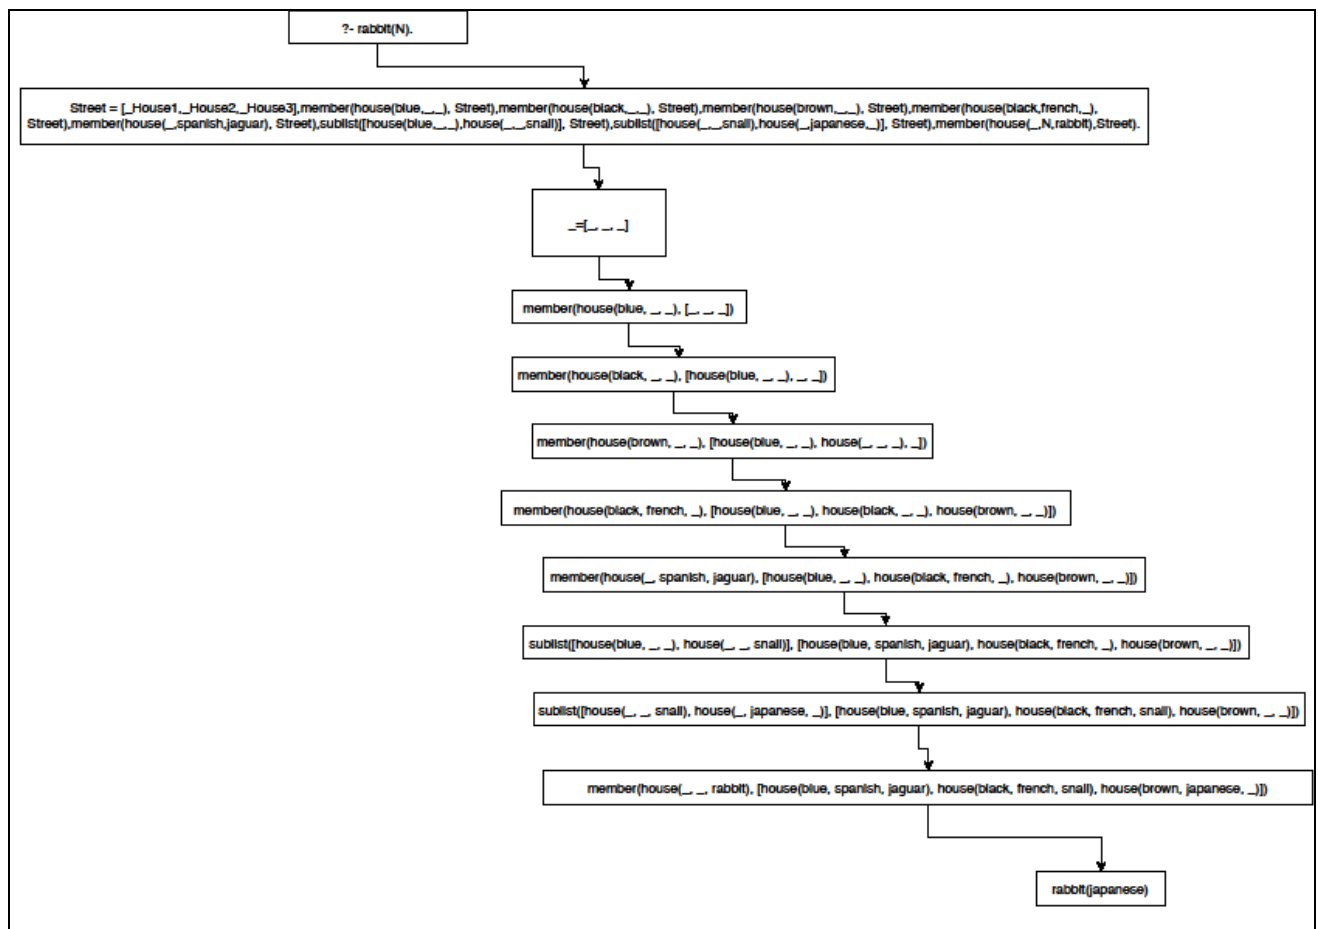 ?- rabbit(N).
Street = [_House1,_House2,_House3],member(house(blue,_,_), Street),member(house(black,_,_), Street),member(house(brown,_,_), Street),member(house(black,french,_),
Street),member(house(_,spanish,jaguar), Street),sublist([house(blue,_,_),house(_,_,snail)], Street),sublist([house(_,_,snail),house(_,japanese,_)], Street),member(house(_,N,rabbit),Street).
_=[_, _, _]
member(house(blue, _, _), [_, _, _])
member(house(black, _, _), [house(blue, _, _), _, _])
member(house(brown, _, _), [house(blue, _, _), house(_, _, _), _])
member(house(black, french, _), [house(blue, _, _), house(black, _, _), house(brown, _, _)])
member(house(_, spanish, jaguar), [house(blue, _, _), house(black, french, _), house(brown, _, _)])
sublist([house(blue, _, _), house(_, _, snail)], [house(blue, spanish, jaguar), house(black, french, _), house(brown, _, _)])
sublist([house(_, _, snail), house(_, japanese, _)], [house(blue, spanish, jaguar), house(black, french, snail), house(brown, _, _)])
member(house(_, _, rabbit), [house(blue, spanish, jaguar), house(black, french, snail), house(brown, japanese, _)])
rabbit(japanese)